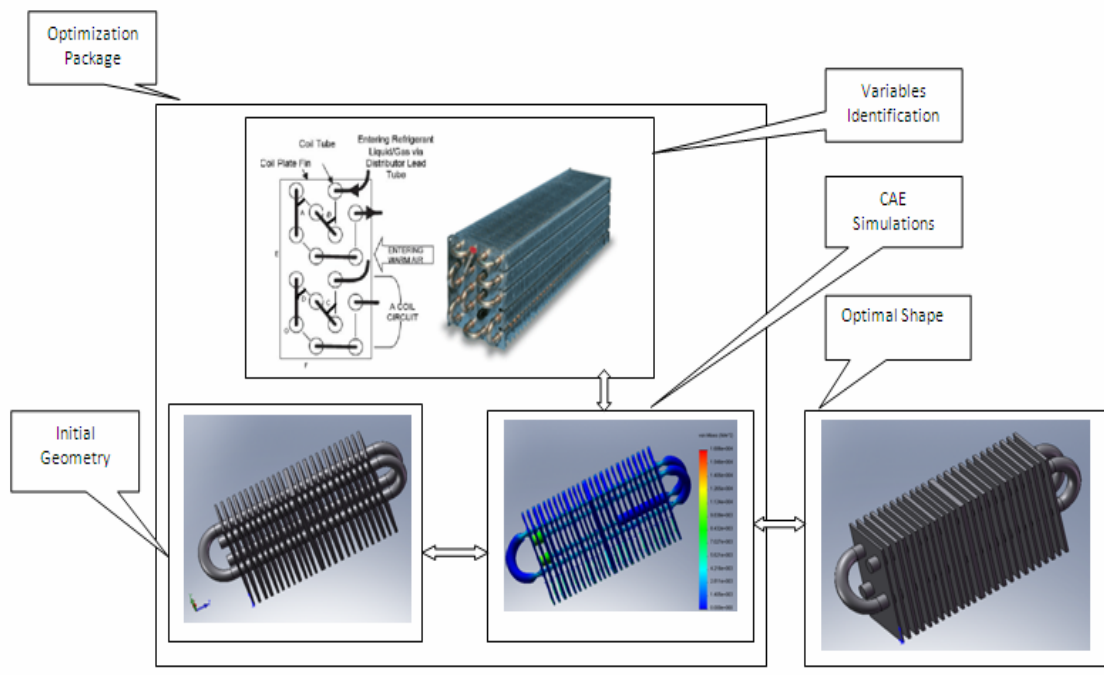 Optimization
Package
Variables
Identification
Coil Tube
Entering Refrigerant
Liquid/Gas via
Distributor Lead
Tube
Coil Plate Fin
A
B
E
ENTERING
WARM AIR
D
C
A COIL
CIRCUIT
G
F
CAE
Simulations
Optimal Shape
Initial
Geometry